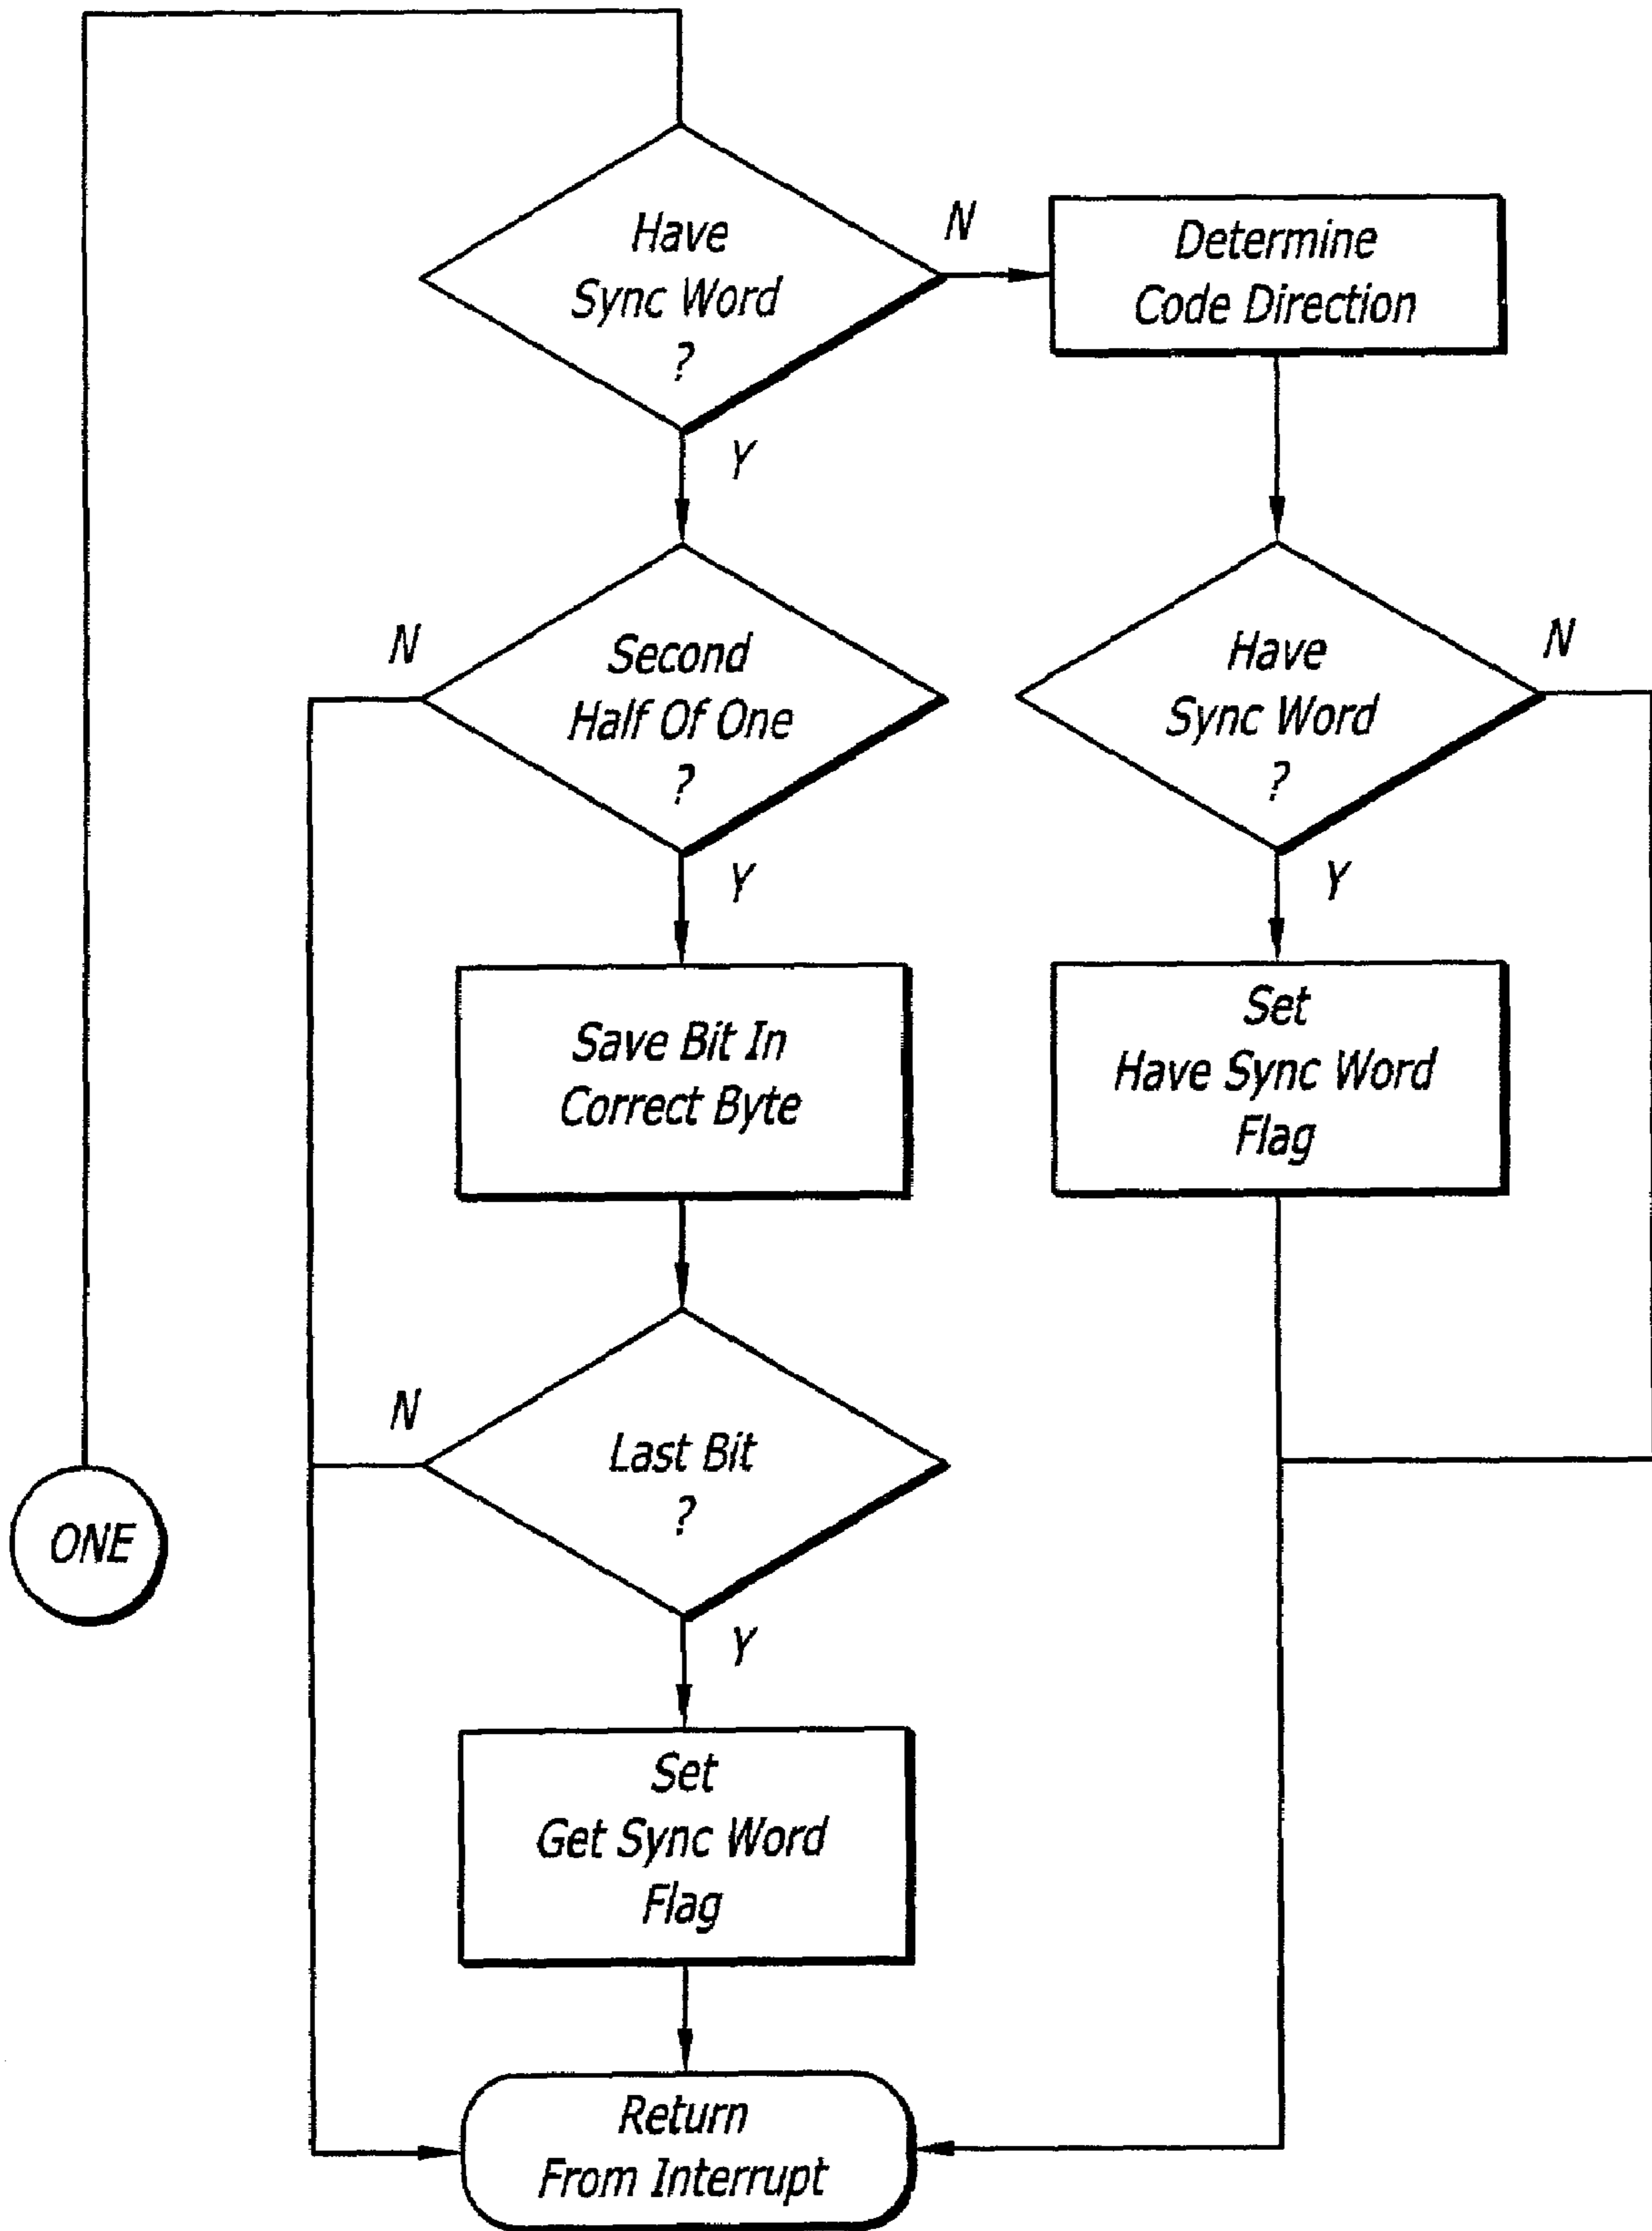 Have
Sync Word
?
N
Determine
Code Direction
Y
N
Second
Half Of One
?
Y
Have
Sync Word
?
N
Y
Save Bit In
Correct Byte
Set
Have Sync Word
Flag
N
Last Bit
?
Y
ONE
Set
Get Sync Word
Flag
Return
From Interrupt